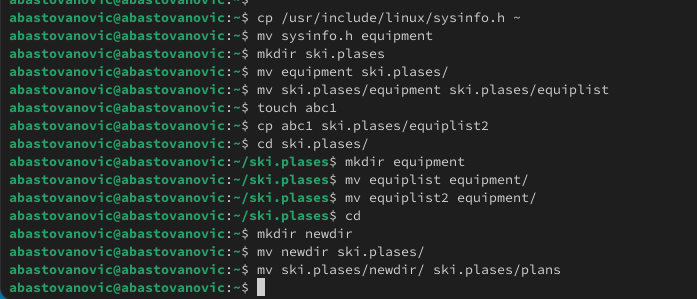 abastovanovic@abastovanovic:~$ cp /usr/include/linux/sysinfo.h ~
abastovanovic@abastovanovic:~$ mv sysinfo.h equipment
abastovanovic@abastovanovic:~$ mkdir ski.plases
abastovanovic@abastovanovic:~$ mv equipment ski.plases/
abastovanovic@abastovanovic:~$ mv ski.plases/equipment ski.plases/equiplist
abastovanovic@abastovanovic:~$ touch abc1
abastovanovic@abastovanovic:~$ cp abc1 ski.plases/equiplist2
abastovanovic@abastovanovic:~$ cd ski.plases/
abastovanovic@abastovanovic:~/ski.plases$ mkdir equipment
abastovanovic@abastovanovic:~/ski.plases$ mv equiplist equipment/
abastovanovic@abastovanovic:~/ski.plases$ mv equiplist2 equipment/
abastovanovic@abastovanovic:~/ski.plases$ cd
abastovanovic@abastovanovic:~$ mkdir newdir
abastovanovic@abastovanovic:~$ mv newdir ski.plases/
abastovanovic@abastovanovic:~$ mv ski.plases/newdir/ ski.plases/plans
abastovanovic@abastovanovic:~$